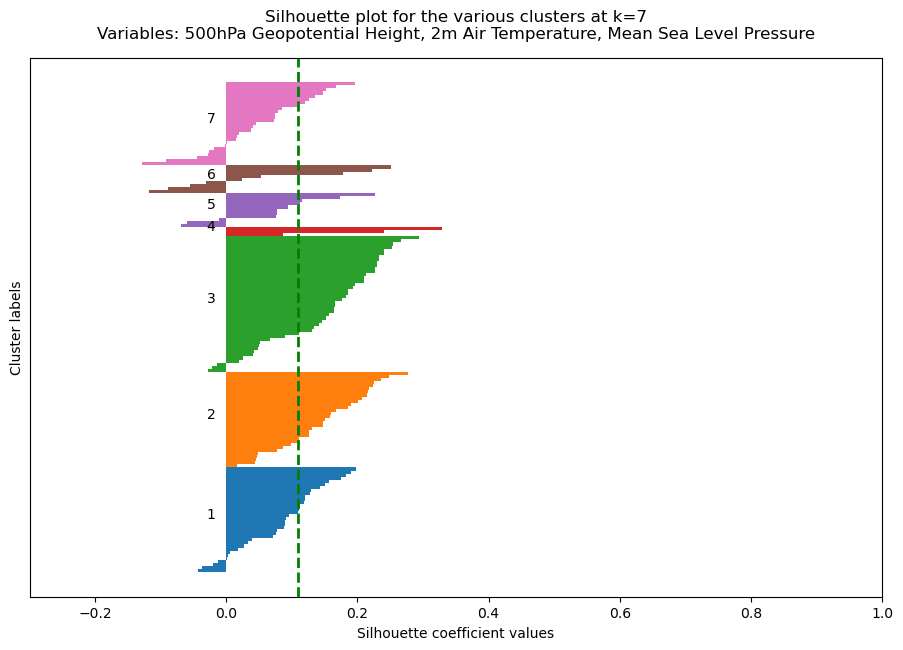 Silhouette plot for the various clusters at k=7
Variables: 500hPa Geopotential Height, 2m Air Temperature, Mean Sea Level Pressure
Cluster labels
7
6
5
4
3
2
1
−0.2 0.0 0.2 0.4 0.6 0.8 1.0
Silhouette coefficient values